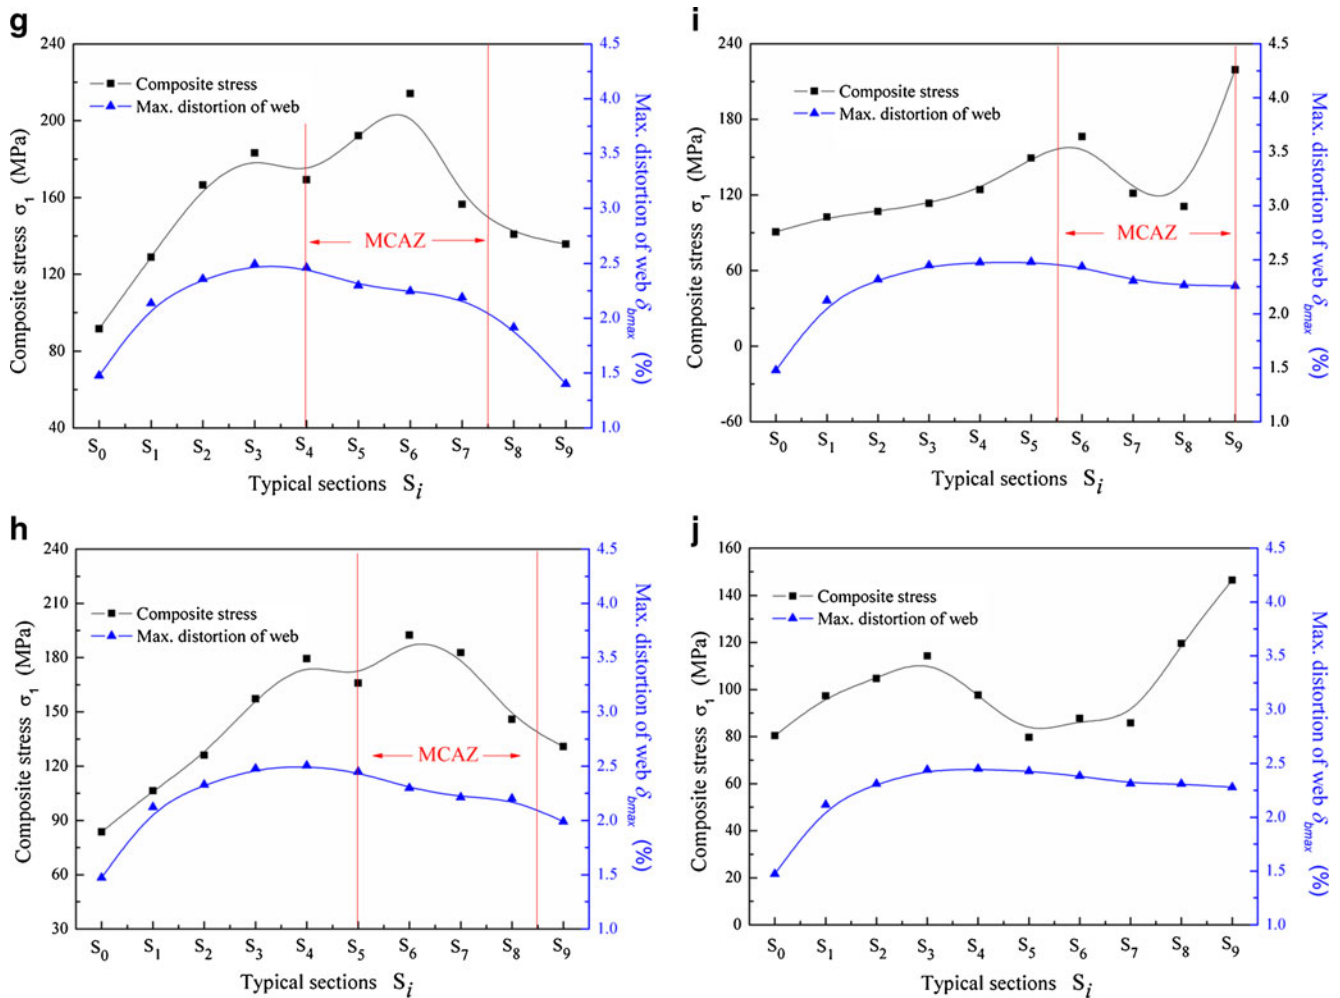 g
240
200
160
120
80
40
Composite stress σ₁ (MPa)
Composite stress
Max. distortion of web
MCAZ
4.5
4.0
3.5
3.0
2.5
2.0
1.5
1.0
Max. distortion of web δbmax (%)
S₀ S₁ S₂ S₃ S₄ S₅ S₆ S₇ S₈ S₉
Typical sections Sᵢ
i
240
180
120
60
0
-60
Composite stress σ₁ (MPa)
Composite stress
Max. distortion of web
MCAZ
4.5
4.0
3.5
3.0
2.5
2.0
1.5
1.0
Max. distortion of web δbmax (%)
S₀ S₁ S₂ S₃ S₄ S₅ S₆ S₇ S₈ S₉
Typical sections Sᵢ
h
240
210
180
150
120
90
60
30
Composite stress σ₁ (MPa)
Composite stress
Max. distortion of web
MCAZ
4.5
4.0
3.5
3.0
2.5
2.0
1.5
1.0
Max. distortion of web δbmax (%)
S₀ S₁ S₂ S₃ S₄ S₅ S₆ S₇ S₈ S₉
Typical sections Sᵢ
j
160
140
120
100
80
60
40
20
0
Composite stress σ₁ (MPa)
Composite stress
Max. distortion of web
4.5
4.0
3.5
3.0
2.5
2.0
1.5
1.0
Max. distortion of web δbmax (%)
S₀ S₁ S₂ S₃ S₄ S₅ S₆ S₇ S₈ S₉
Typical sections Sᵢ